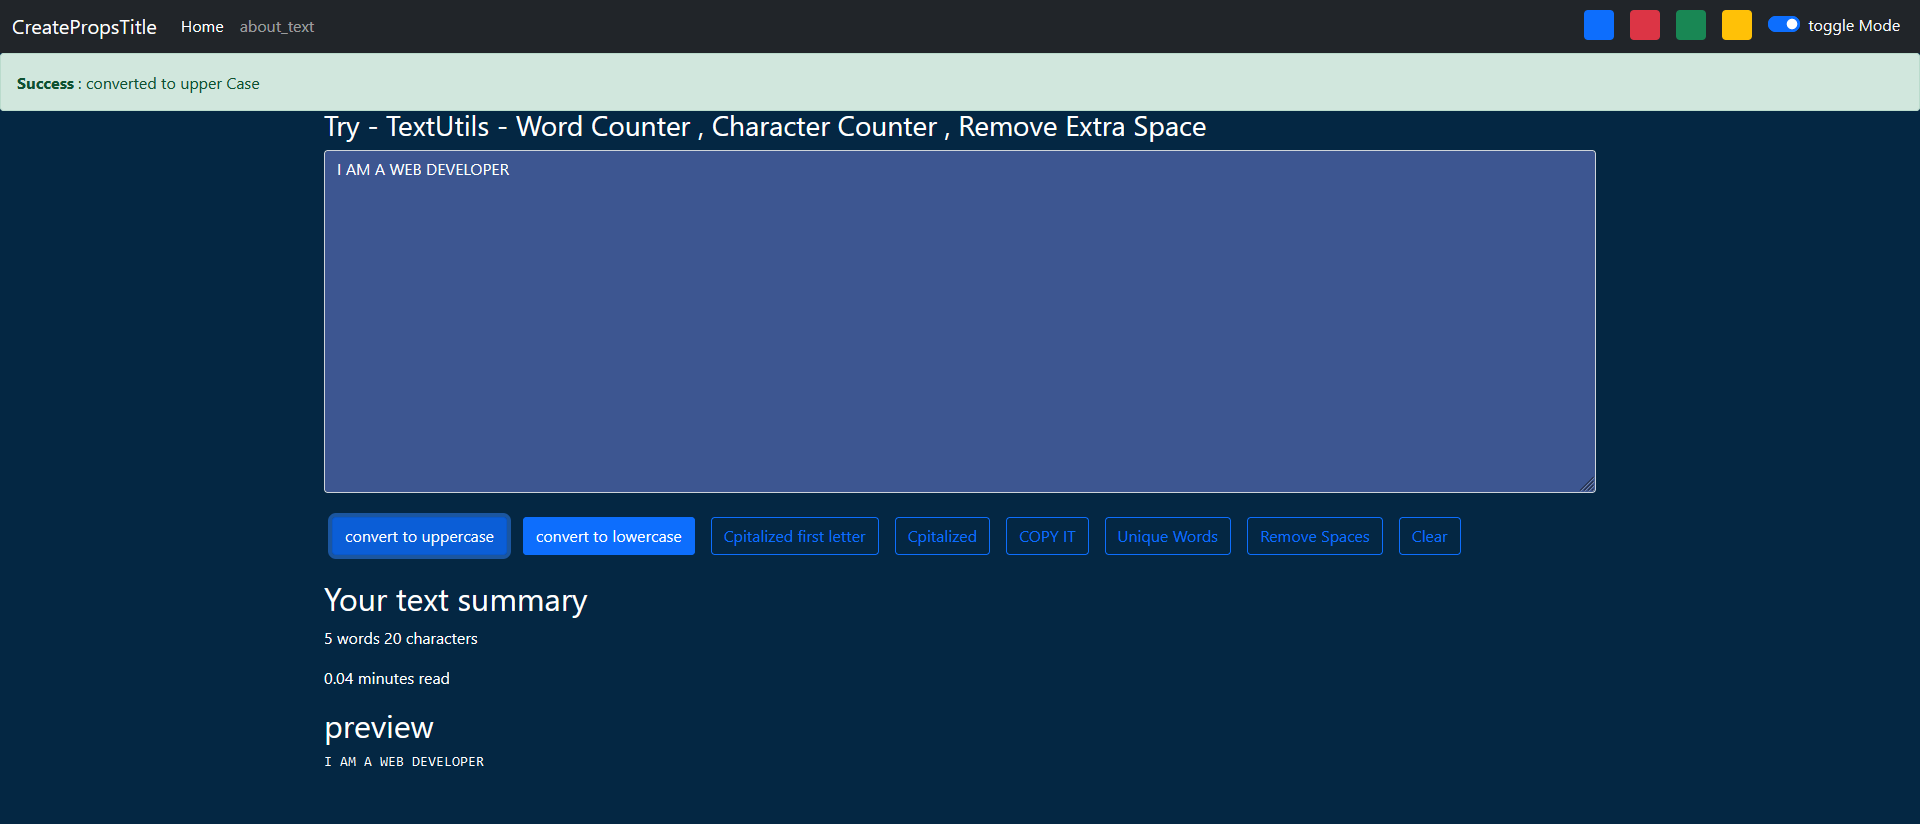 CreatePropsTitle Home about_text toggle Mode
Success : converted to upper Case
Try - TextUtils - Word Counter , Character Counter , Remove Extra Space
I AM A WEB DEVELOPER
convert to uppercase convert to lowercase Cpitalized first letter Cpitalized COPY IT Unique Words Remove Spaces Clear
Your text summary
5 words 20 characters
0.04 minutes read
preview
I AM A WEB DEVELOPER